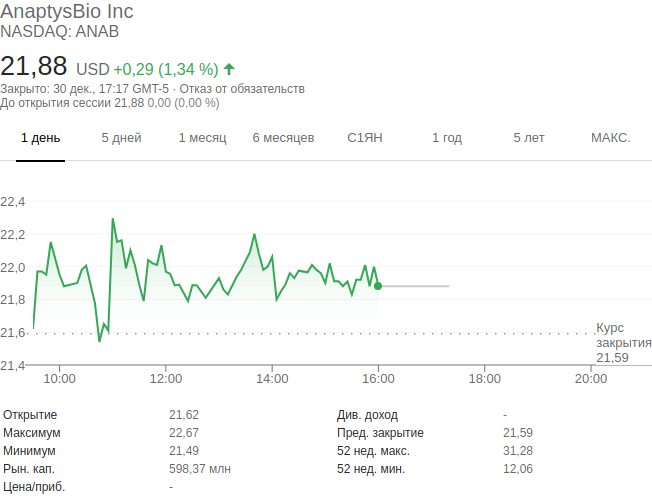 AnaptysBio Inc
NASDAQ: ANAB
21,88 USD +0,29 (1,34 %)
Закрыто: 30 дек., 17:17 GMT-5 · Отказ от обязательств
До открытия сессии 21,88 0,00 (0,00 %)
1 день 5 дней 1 месяц 6 месяцев С1ЯН 1 год 5 лет МАКС.
22,4
22,2
22,0
21,8
21,6
21,4
Курс
закрытия
21,59
10:00 12:00 14:00 16:00 18:00 20:00
Открытие 21,62 Див. доход -
Максимум 22,67 Пред. закрытие 21,59
Минимум 21,49 52 нед. макс. 31,28
Рын. кап. 598,37 млн 52 нед. мин. 12,06
Цена/приб. -